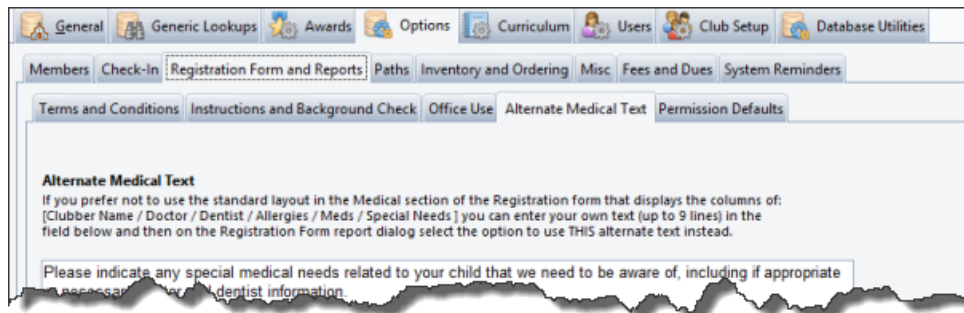 General Generic Lookups Awards Options Curriculum Users Club Setup Database Utilities
Members Check-In Registration Form and Reports Paths Inventory and Ordering Misc Fees and Dues System Reminders
Terms and Conditions Instructions and Background Check Office Use Alternate Medical Text Permission Defaults
Alternate Medical Text
If you prefer not to use the standard layout in the Medical section of the Registration form that displays the columns of:
[Clubber Name / Doctor / Dentist / Allergies / Meds / Special Needs ] you can enter your own text (up to 9 lines) in the
field below and then on the Registration Form report dialog select the option to use THIS alternate text instead.
Please indicate any special medical needs related to your child that we need to be aware of, including if appropriate
dentist information.